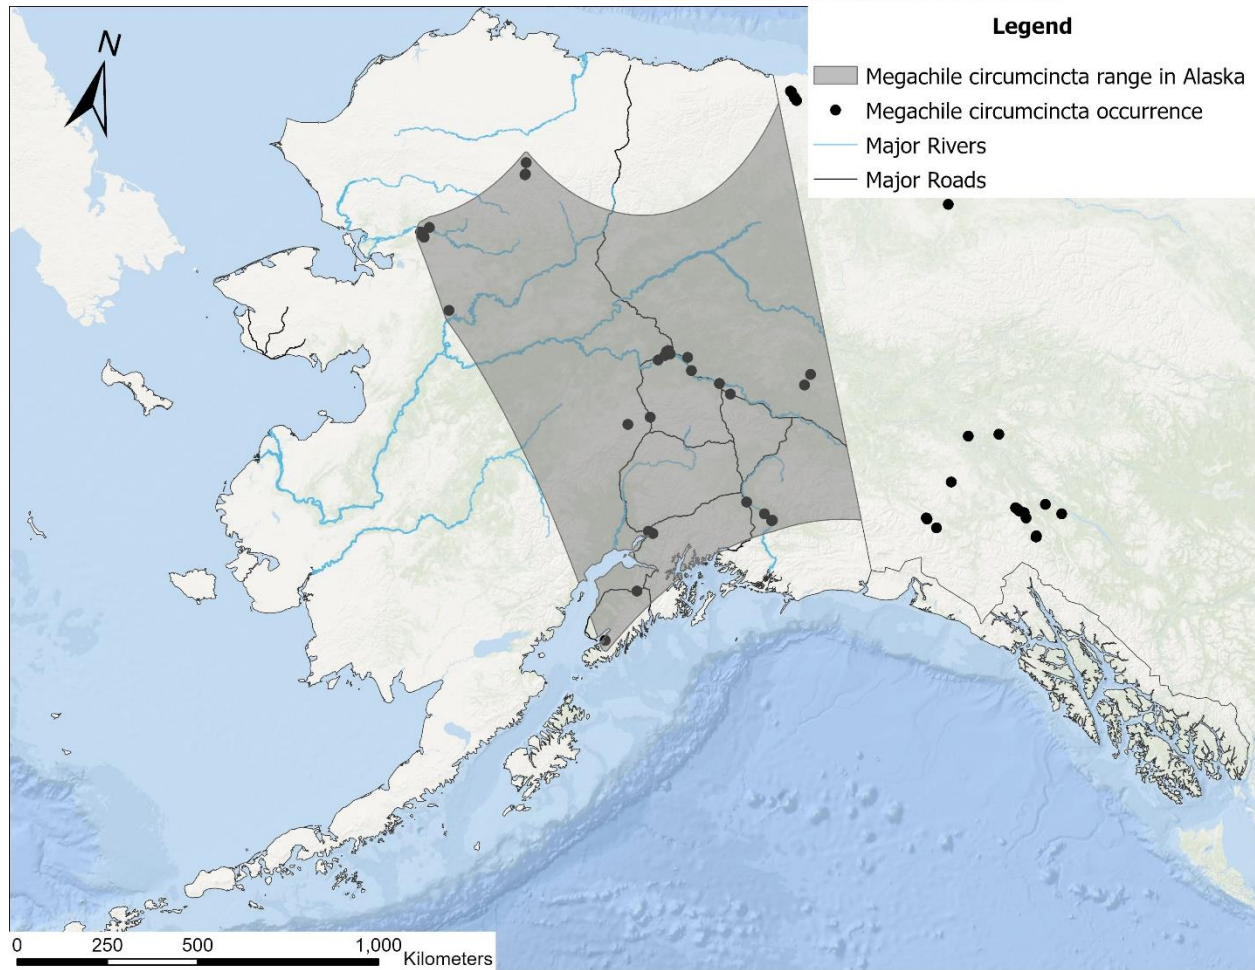 N
Legend
Megachile circumcincta range in Alaska
Megachile circumcincta occurrence
Major Rivers
Major Roads
0 250 500 1,000
Kilometers